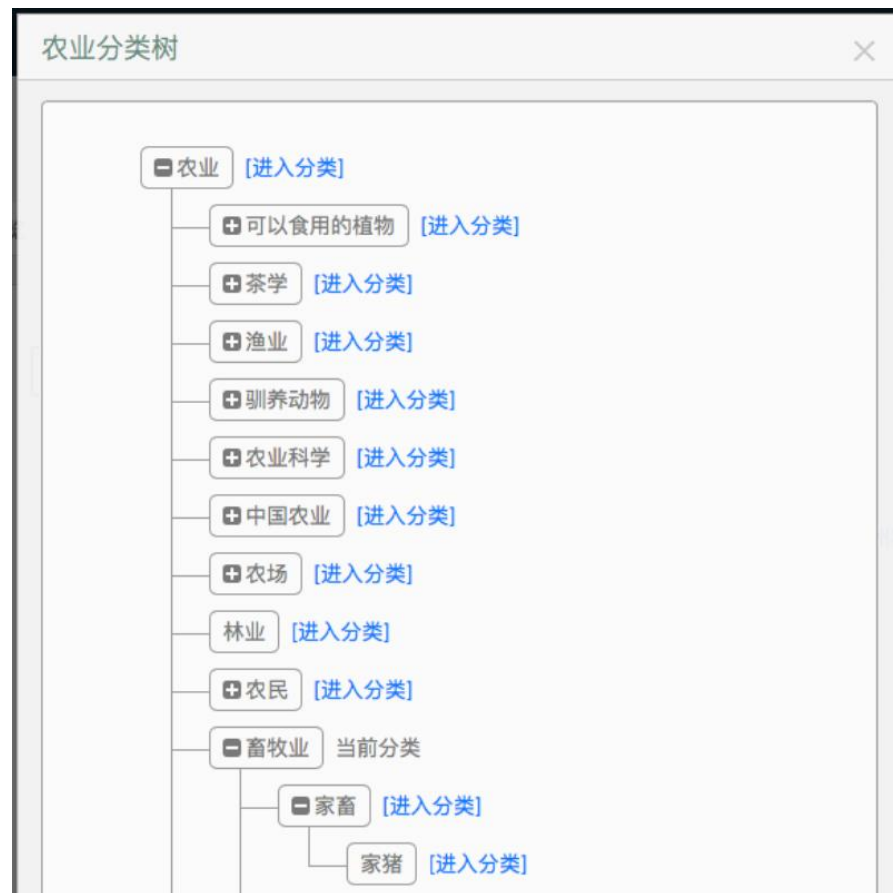 农业分类树
农业 [进入分类]
可以食用的植物 [进入分类]
茶学 [进入分类]
渔业 [进入分类]
驯养动物 [进入分类]
农业科学 [进入分类]
中国农业 [进入分类]
农场 [进入分类]
林业 [进入分类]
农民 [进入分类]
畜牧业 当前分类
家畜 [进入分类]
家猪 [进入分类]